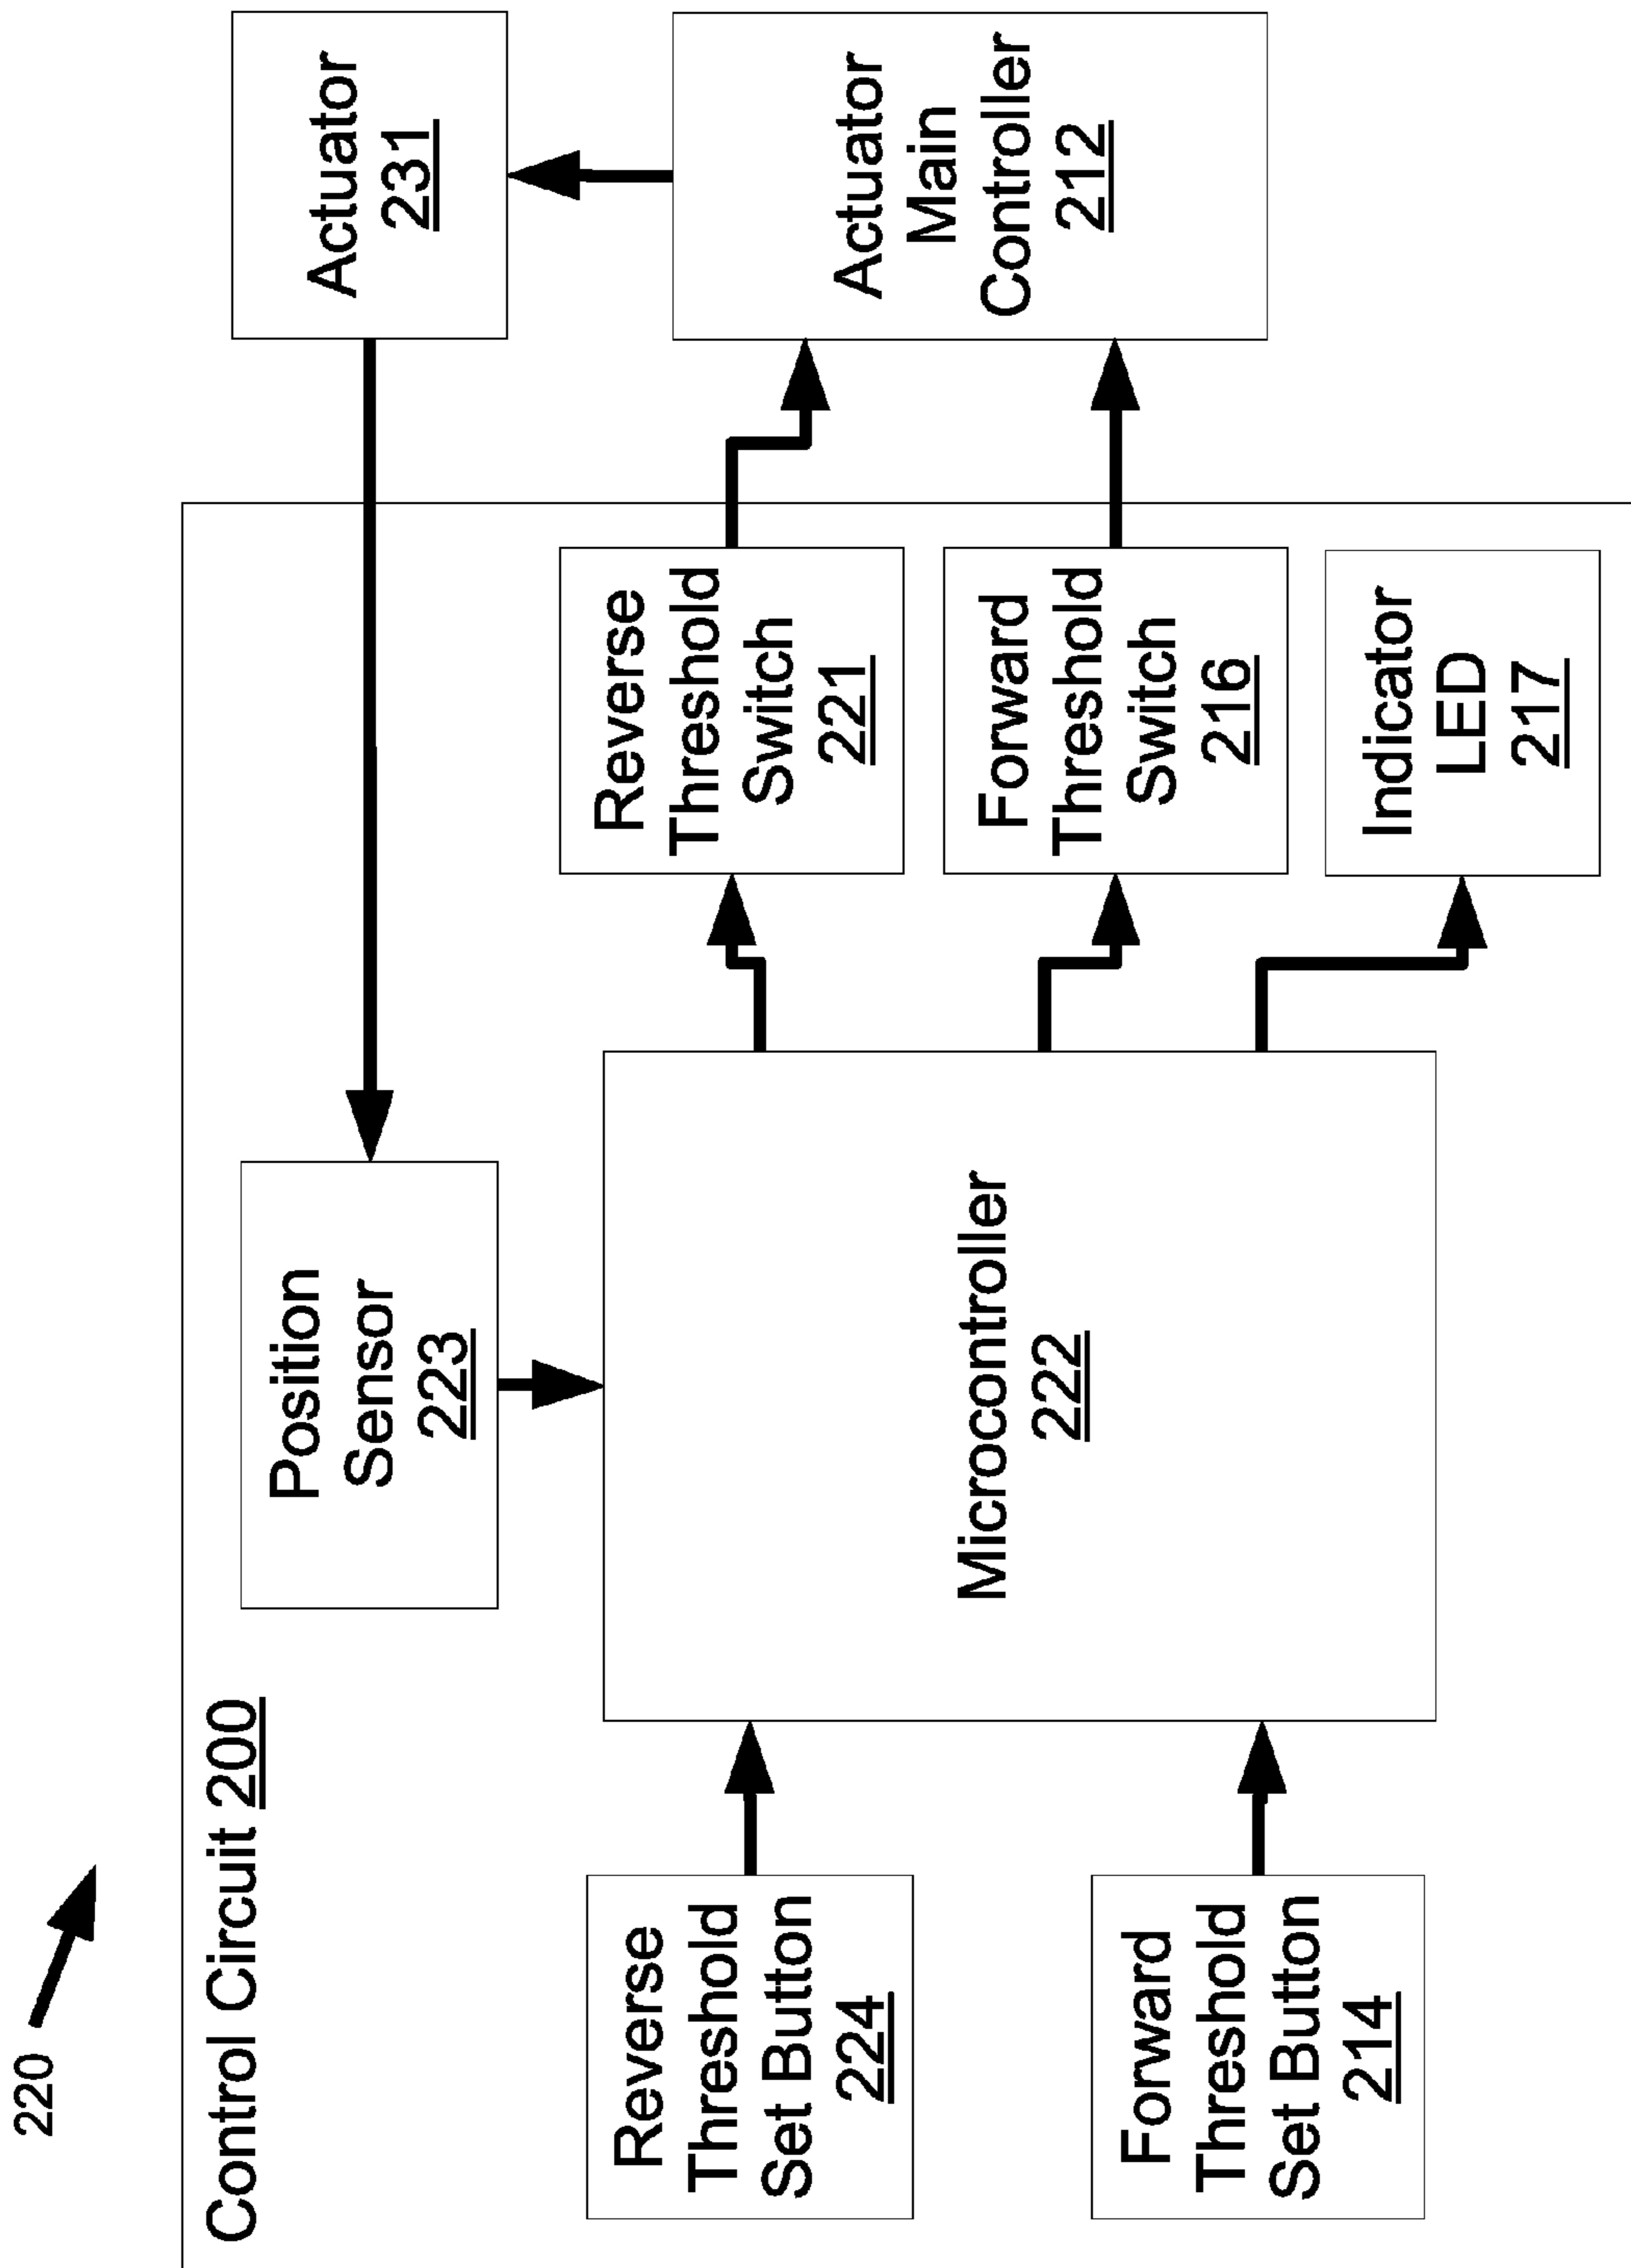 220
Control Circuit 200
Position
Sensor
223
Actuator
231
Reverse
Threshold
Set Button
224
Microcontroller
222
Reverse
Threshold
Switch
221
Actuator
Main
Controller
212
Forward
Threshold
Set Button
214
Forward
Threshold
Switch
216
Indicator
LED
217